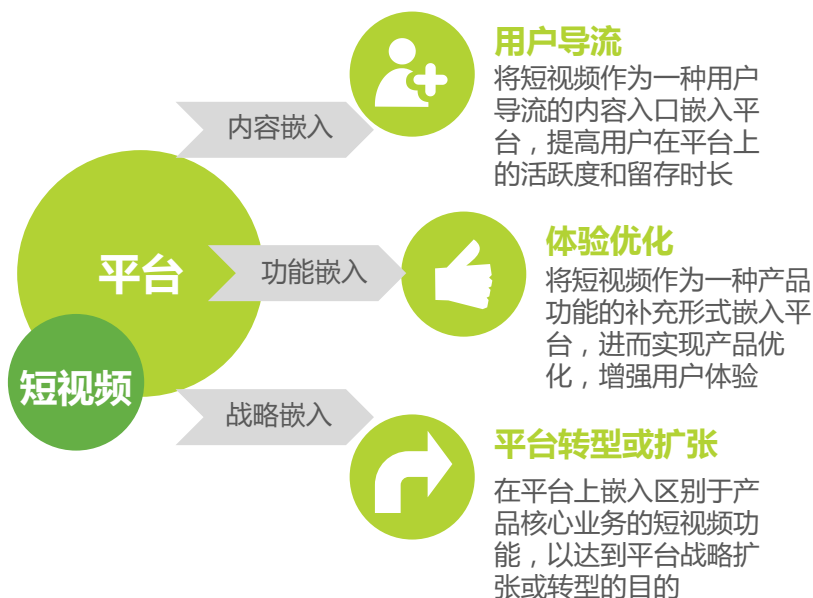 用户导流
将短视频作为一种用户
导流的内容入口嵌入平
台，提高用户在平台上
的活跃度和留存时长
内容嵌入
体验优化
将短视频作为一种产品
功能的补充形式嵌入平
台，进而实现产品优
化，增强用户体验
平台
功能嵌入
短视频
战略嵌入
平台转型或扩张
在平台上嵌入区别于产
品核心业务的短视频功
能，以达到平台战略扩
张或转型的目的